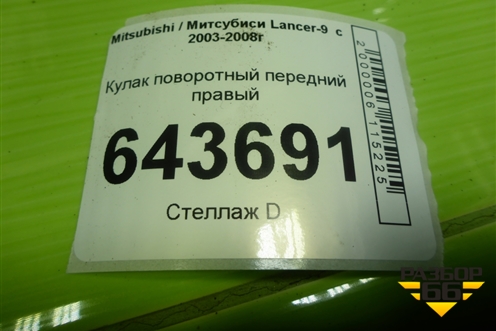 Mitsubishi / Митсубиси Lancer-9 с
2003-2008г
Кулак поворотный передний
правый
643691
Стеллаж D
2000006115225
РАЗБОР
66